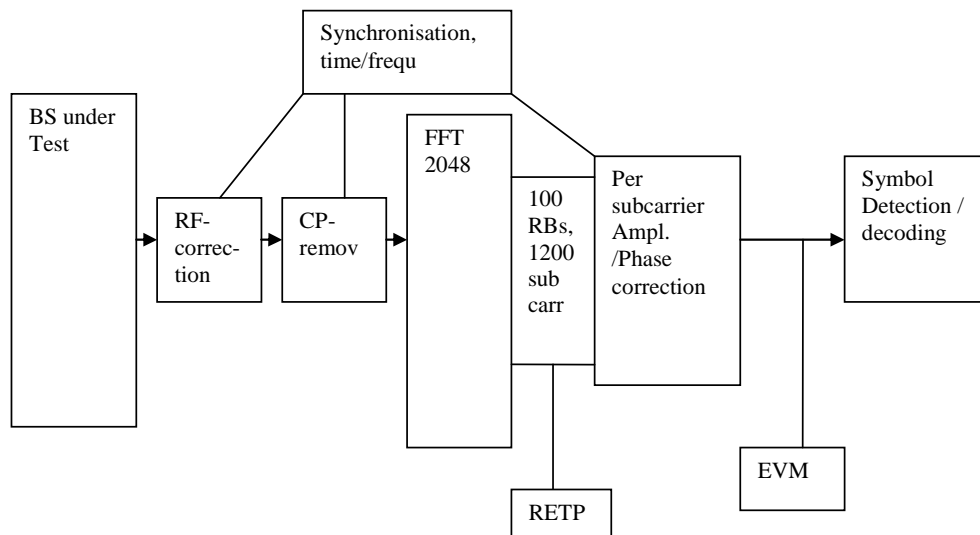 Synchronisation,
time/frequ
BS under
Test
FFT
2048
RF-
correc-
tion
CP-
remov
100
RBs,
1200
sub
carr
Per
subcarrier
Ampl.
/Phase
correction
Symbol
Detection /
decoding
EVM
RETP